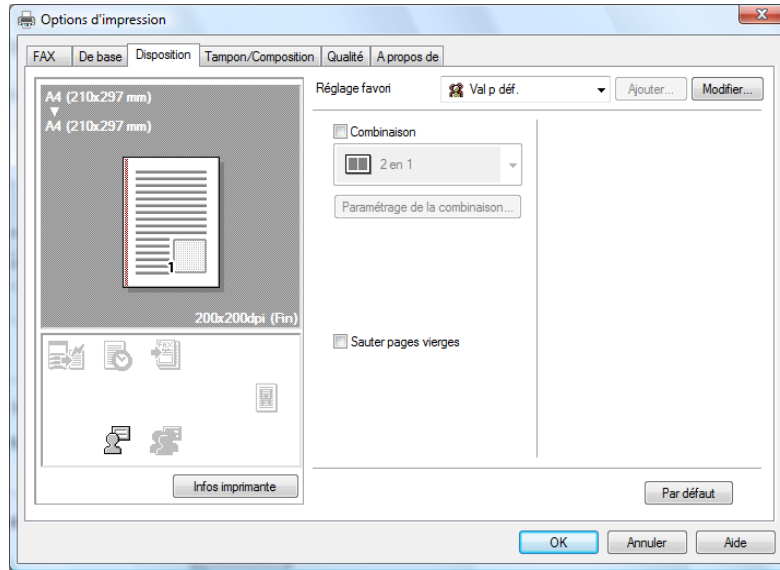 Options d'impression
FAX
De base
Disposition
Tampon/Composition
Qualité
A propos de
A4 (210x297 mm)
A4 (210x297 mm)
1
200x200dpi (Fin)
FAX
Infos imprimante
Réglage favori
Val p déf.
Ajouter...
Modifier...
Combinaison
2 en 1
Paramétrage de la combinaison...
Sauter pages vierges
Par défaut
OK
Annuler
Aide